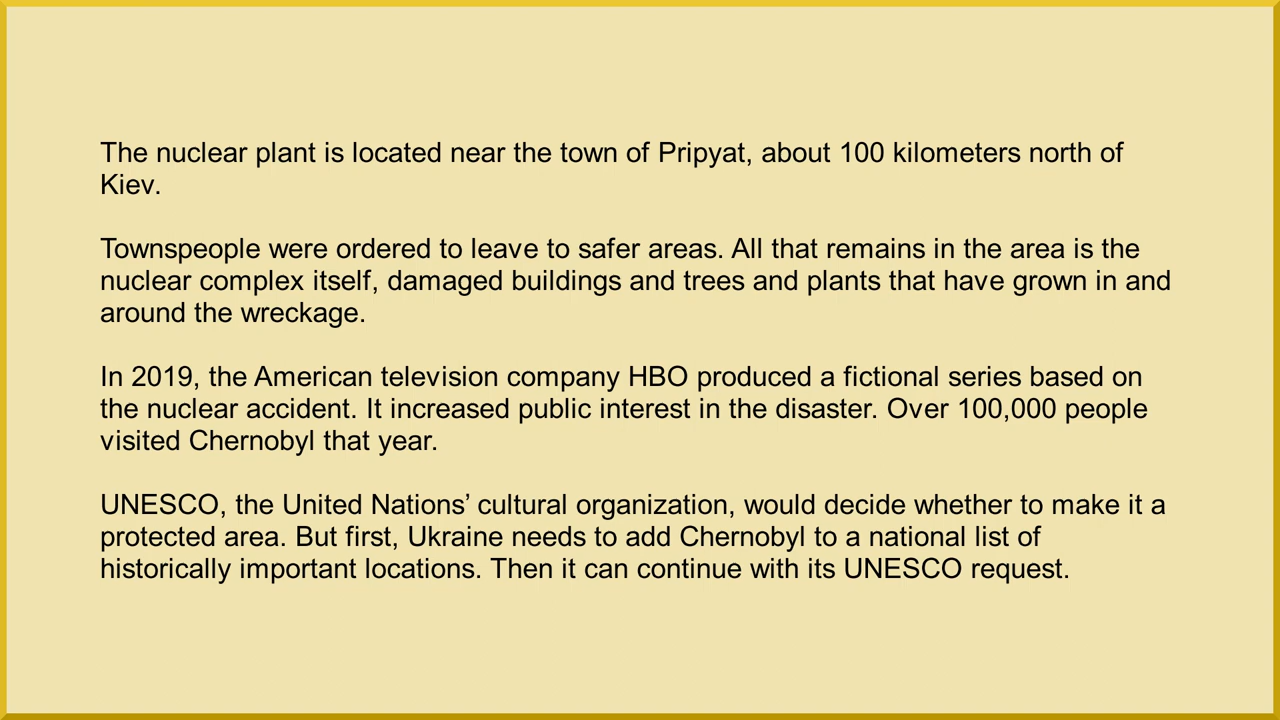 The nuclear plant is located near the town of Pripyat, about 100 kilometers north of
Kiev.
Townspeople were ordered to leave to safer areas. All that remains in the area is the
nuclear complex itself, damaged buildings and trees and plants that have grown in and
around the wreckage.
In 2019, the American television company HBO produced a fictional series based on
the nuclear accident. It increased public interest in the disaster. Over 100,000 people
visited Chernobyl that year.
UNESCO, the United Nations’ cultural organization, would decide whether to make it a
protected area. But first, Ukraine needs to add Chernobyl to a national list of
historically important locations. Then it can continue with its UNESCO request.